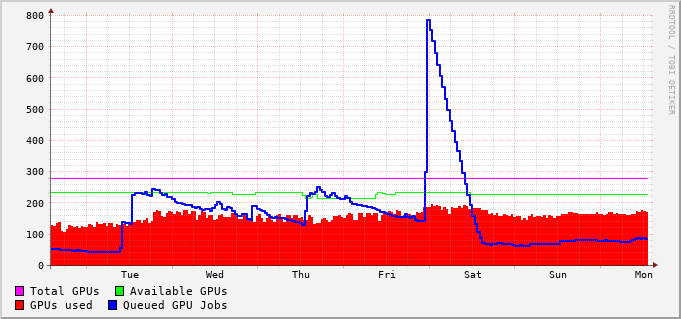 800
700
600
500
400
300
200
100
0
Tue Wed Thu Fri Sat Sun Mon
Total GPUs Available GPUs
GPUs used Queued GPU Jobs
RRDTOOL / TOBI OETIKER